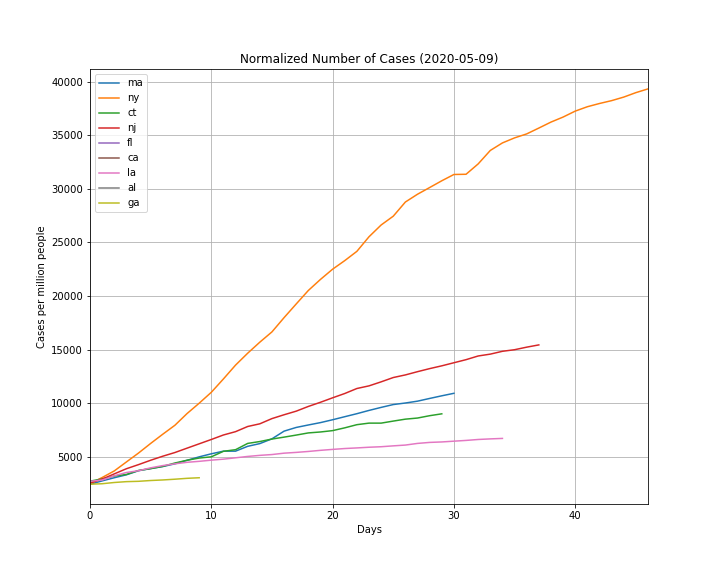 Normalized Number of Cases (2020-05-09)
40000
35000
30000
25000
20000
15000
10000
5000
Cases per million people
ma
ny
ct
nj
fl
ca
la
al
ga
0 10 20 30 40
Days